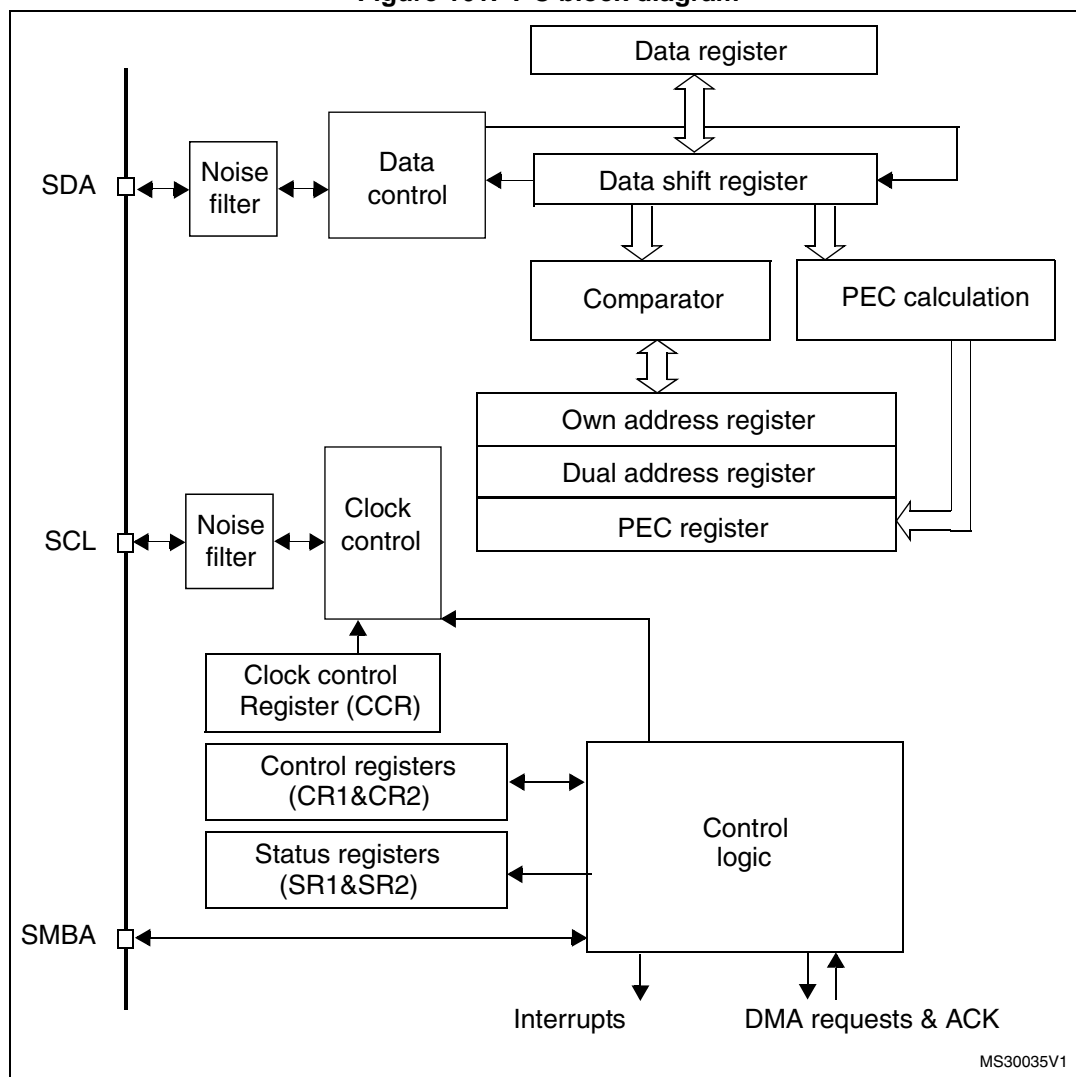 Data register
Data
control
Noise
filter
SDA
Data shift register
Comparator
PEC calculation
Own address register
Dual address register
PEC register
Clock
control
Noise
filter
SCL
Clock control
Register (CCR)
Control registers
(CR1&CR2)
Status registers
(SR1&SR2)
Control
logic
SMBA
Interrupts
DMA requests & ACK
MS30035V1